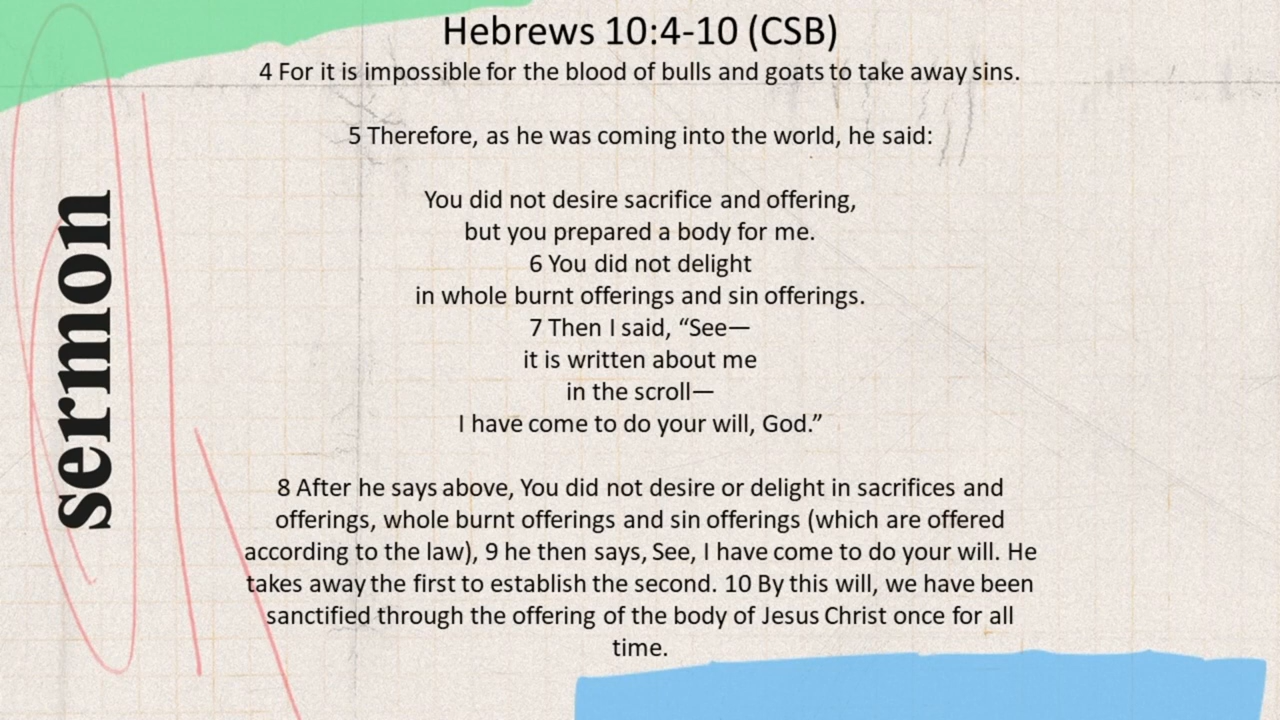 Hebrews 10:4-10 (CSB)
4 For it is impossible for the blood of bulls and goats to take away sins.
5 Therefore, as he was coming into the world, he said:
You did not desire sacrifice and offering,
but you prepared a body for me.
6 You did not delight
in whole burnt offerings and sin offerings.
7 Then I said, “See—
it is written about me
in the scroll—
I have come to do your will, God.”
8 After he says above, You did not desire or delight in sacrifices and
offerings, whole burnt offerings and sin offerings (which are offered
according to the law), 9 he then says, See, I have come to do your will. He
takes away the first to establish the second. 10 By this will, we have been
sanctified through the offering of the body of Jesus Christ once for all
time.
sermon